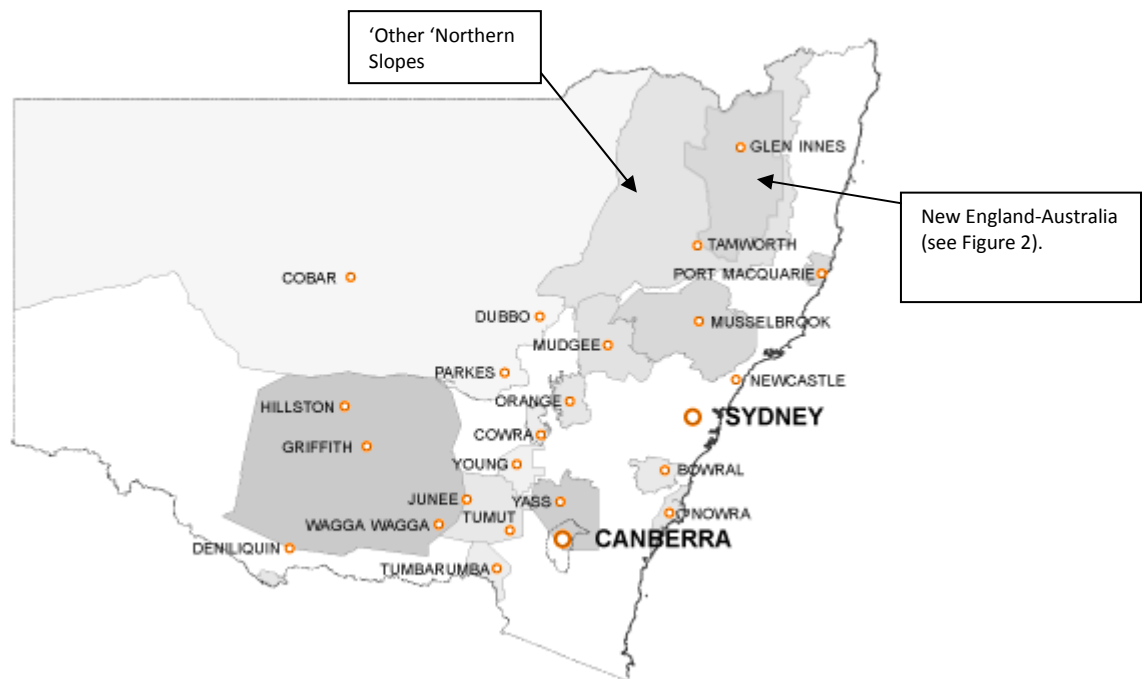 ‘Other ‘Northern
Slopes
GLEN INNES
New England-Australia
(see Figure 2).
TAMWORTH
PORT MACQUARIE
COBAR
DUBBO
MUSSELBROOK
MUDGEE
PARKES
NEWCASTLE
ORANGE
HILLSTON
SYDNEY
COWRA
GRIFFITH
YOUNG
BOWRAL
JUNEE
YASS
NOWRA
WAGGA WAGGA
TUMUT
CANBERRA
DENILIQUIN
TUMBARUMBA